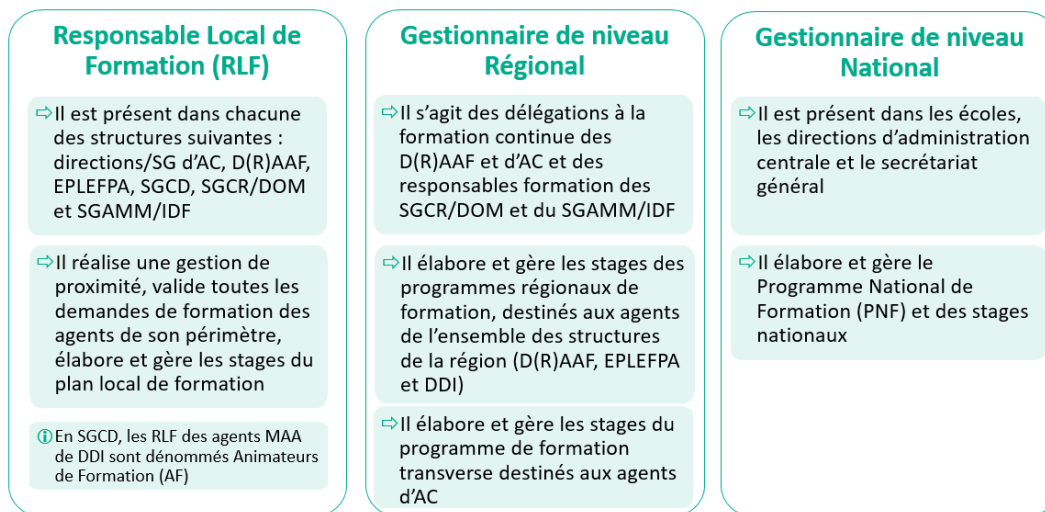 Responsable Local de
Formation (RLF)
⇨Il est présent dans chacune
des structures suivantes :
directions/SG d'AC, D(R)AAF,
EPLEFPA, SGCD, SGCR/DOM
et SGAMM/IDF
⇨Il réalise une gestion de
proximité, valide toutes les
demandes de formation des
agents de son périmètre,
élabore et gère les stages du
plan local de formation
ⓘEn SGCD, les RLF des agents MAA
de DDI sont dénommés Animateurs
de Formation (AF)
Gestionnaire de niveau
Régional
⇨Il s'agit des délégations à la
formation continue des
D(R)AAF et d'AC et des
responsables formation des
SGCR/DOM et du SGAMM/IDF
⇨Il élabore et gère les stages des
programmes régionaux de
formation, destinés aux agents
de l'ensemble des structures
de la région (D(R)AAF, EPLEFPA
et DDI)
⇨Il élabore et gère les stages du
programme de formation
transverse destinés aux agents
d'AC
Gestionnaire de niveau
National
⇨Il est présent dans les écoles,
les directions d'administration
centrale et le secrétariat
général
⇨Il élabore et gère le
Programme National de
Formation (PNF) et des stages
nationaux